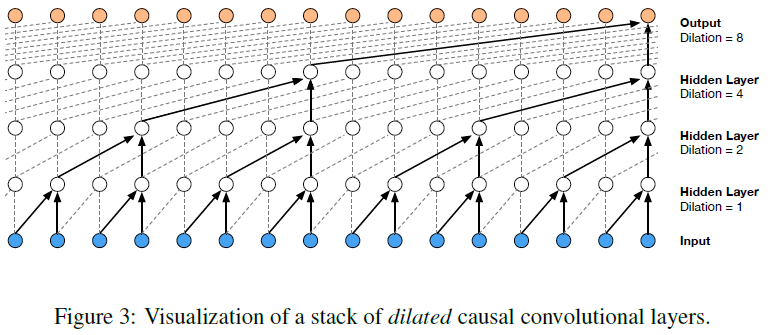 Output
Dilation = 8
Hidden Layer
Dilation = 4
Hidden Layer
Dilation = 2
Hidden Layer
Dilation = 1
Input
Figure 3: Visualization of a stack of dilated causal convolutional layers.